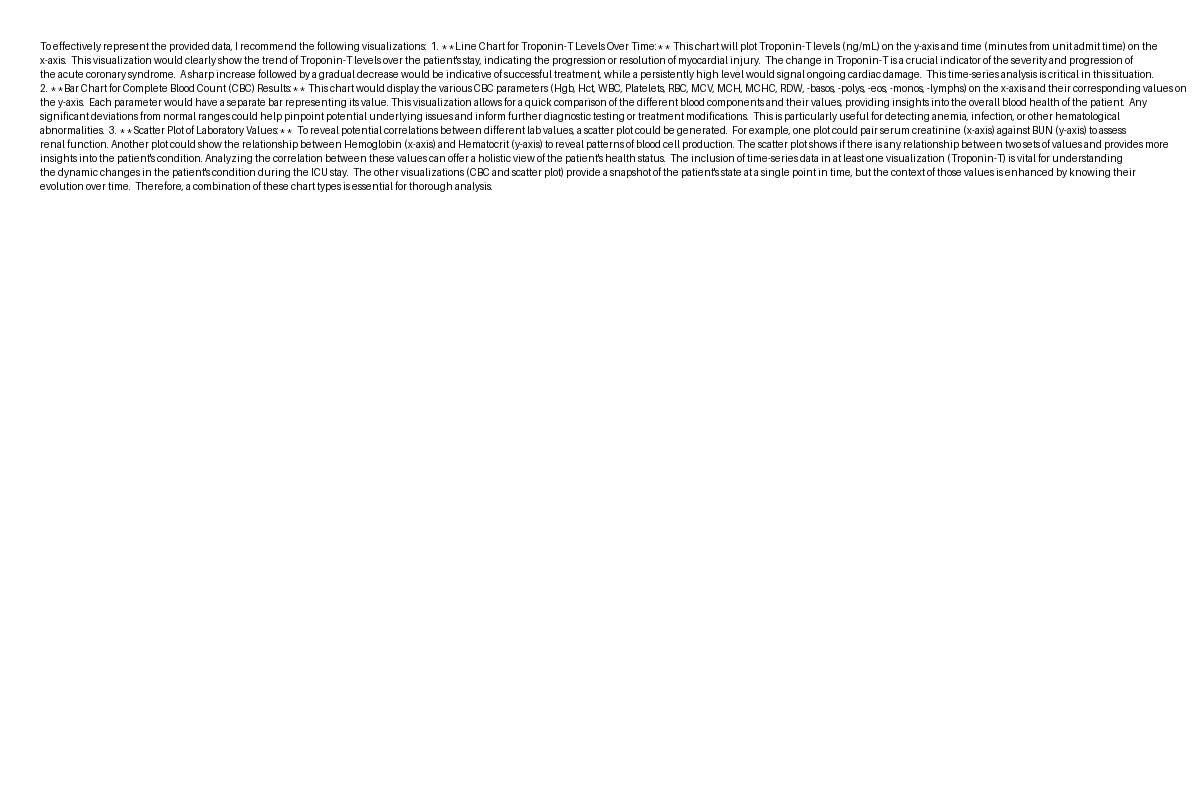 To effectively represent the provided data, I recommend the following visualizations:  1. **Line Chart for Troponin-T Levels Over Time:** This chart will plot Troponin-T levels (ng/mL) on the y-axis and time (minutes from unit admit time) on the
x-axis.  This visualization would clearly show the trend of Troponin-T levels over the patient's stay, indicating the progression or resolution of myocardial injury.  The change in Troponin-T is a crucial indicator of the severity and progression of
the acute coronary syndrome.  A sharp increase followed by a gradual decrease would be indicative of successful treatment, while a persistently high level would signal ongoing cardiac damage.  This time-series analysis is critical in this situation.
2. **Bar Chart for Complete Blood Count (CBC) Results:** This chart would display the various CBC parameters (Hgb, Hct, WBC, Platelets, RBC, MCV, MCH, MCHC, RDW, -basos, -polys, -eos, -monos, -lymphs) on the x-axis and their corresponding values on
the y-axis.  Each parameter would have a separate bar representing its value. This visualization allows for a quick comparison of the different blood components and their values, providing insights into the overall blood health of the patient.  Any
significant deviations from normal ranges could help pinpoint potential underlying issues and inform further diagnostic testing or treatment modifications.  This is particularly useful for detecting anemia, infection, or other hematological
abnormalities.  3. **Scatter Plot of Laboratory Values:**  To reveal potential correlations between different lab values, a scatter plot could be generated.  For example, one plot could pair serum creatinine (x-axis) against BUN (y-axis) to assess
renal function. Another plot could show the relationship between Hemoglobin (x-axis) and Hematocrit (y-axis) to reveal patterns of blood cell production.  The scatter plot shows if there is any relationship between two sets of values and provides more
insights into the patient's condition. Analyzing the correlation between these values can offer a holistic view of the patient's health status.  The inclusion of time-series data in at least one visualization (Troponin-T) is vital for understanding
the dynamic changes in the patient's condition during the ICU stay.  The other visualizations (CBC and scatter plot) provide a snapshot of the patient's state at a single point in time, but the context of those values is enhanced by knowing their
evolution over time.  Therefore, a combination of these chart types is essential for thorough analysis.